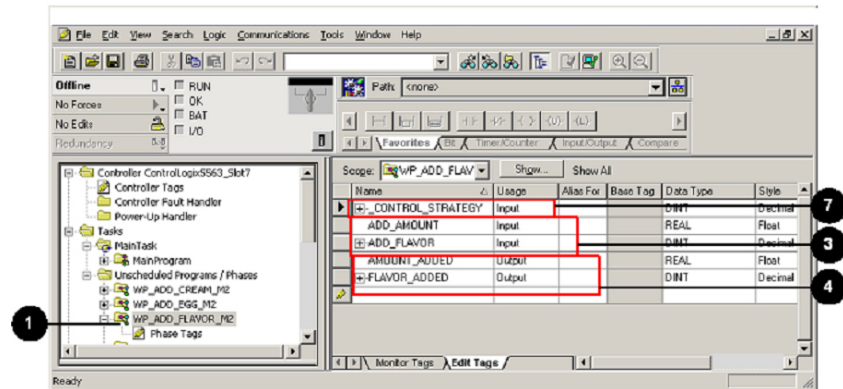 File Edit View Search Logic Communications Tools Window Help
Offline
RUN
No Forces
OK
BAT
No Edits
I/O
Redundancy
Path: <none>
Favorites Bit Timer/Counter Input/Output Compare
Controller ControlLogix5563_Slot7
Controller Tags
Controller Fault Handler
Power-Up Handler
Tasks
MainTask
MainProgram
Unscheduled Programs / Phases
WP_ADD_CREAM_M2
WP_ADD_EGG_M2
WP_ADD_FLAVOR_M2
Phase Tags
Scope: WP_ADD_FLAV Show... Show All
Name Usage Alias For Base Tag Data Type Style
_CONTROL_STRATEGY Input DINT Decimal
ADD_AMOUNT Input REAL Float
ADD_FLAVOR Input DINT Decimal
AMOUNT_ADDED Output REAL Float
FLAVOR_ADDED Output DINT Decimal
Monitor Tags Edit Tags
Ready
1
7
3
4